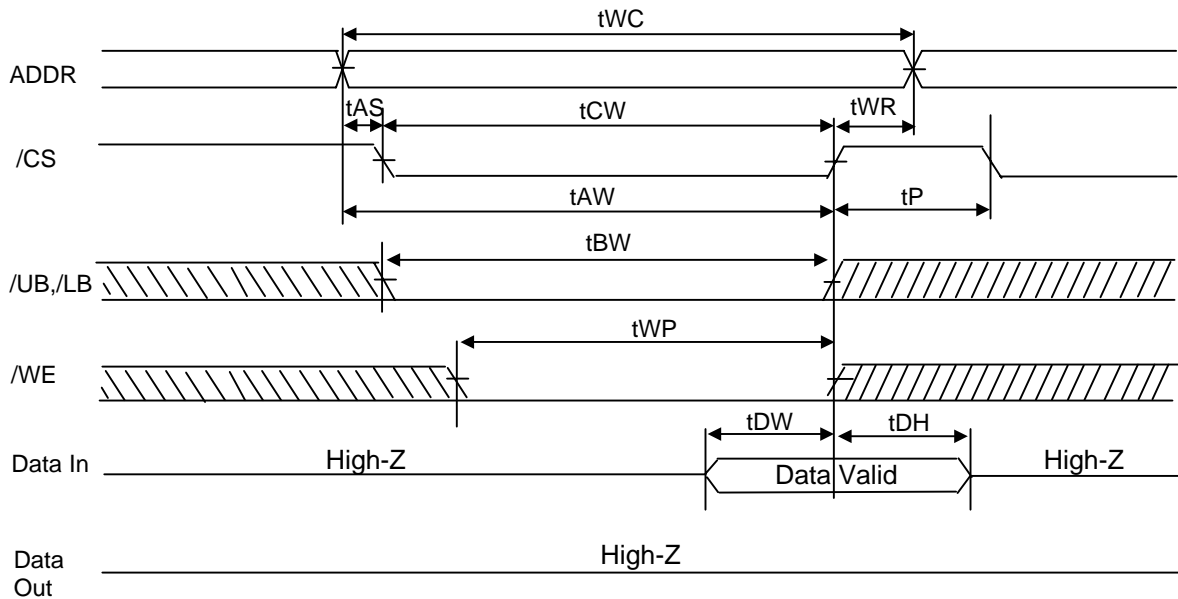 tWC
ADDR
tAS
tCW
tWR
/CS
tAW
tP
tBW
/UB,/LB
tWP
/WE
tDW
tDH
Data In
High-Z
Data Valid
High-Z
Data
Out
High-Z